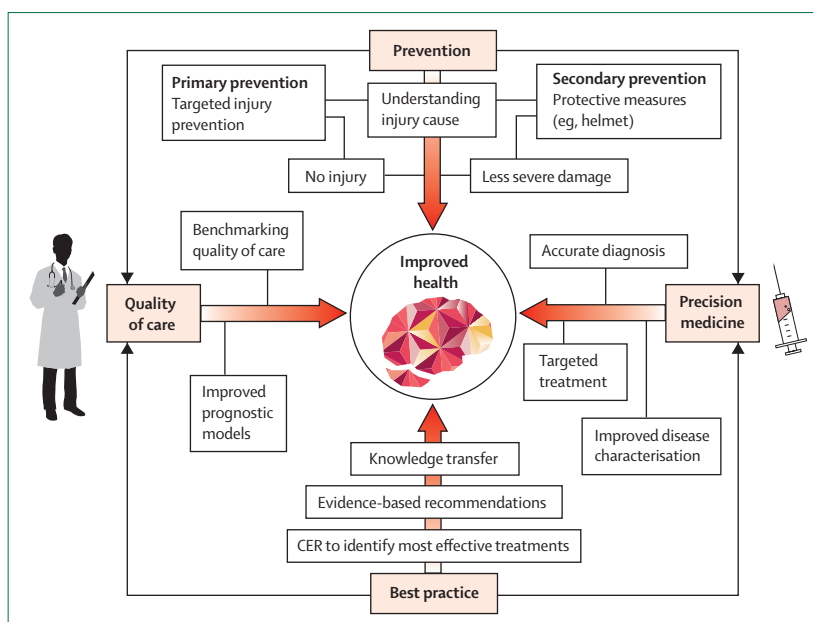 Prevention
Primary prevention
Targeted injury
prevention
Understanding
injury cause
Secondary prevention
Protective measures
(eg, helmet)
No injury
Less severe damage
Benchmarking
quality of care
Accurate diagnosis
Improved
health
Quality
of care
Precision
medicine
Improved
prognostic
models
Targeted
treatment
Improved disease
characterisation
Knowledge transfer
Evidence-based recommendations
CER to identify most effective treatments
Best practice